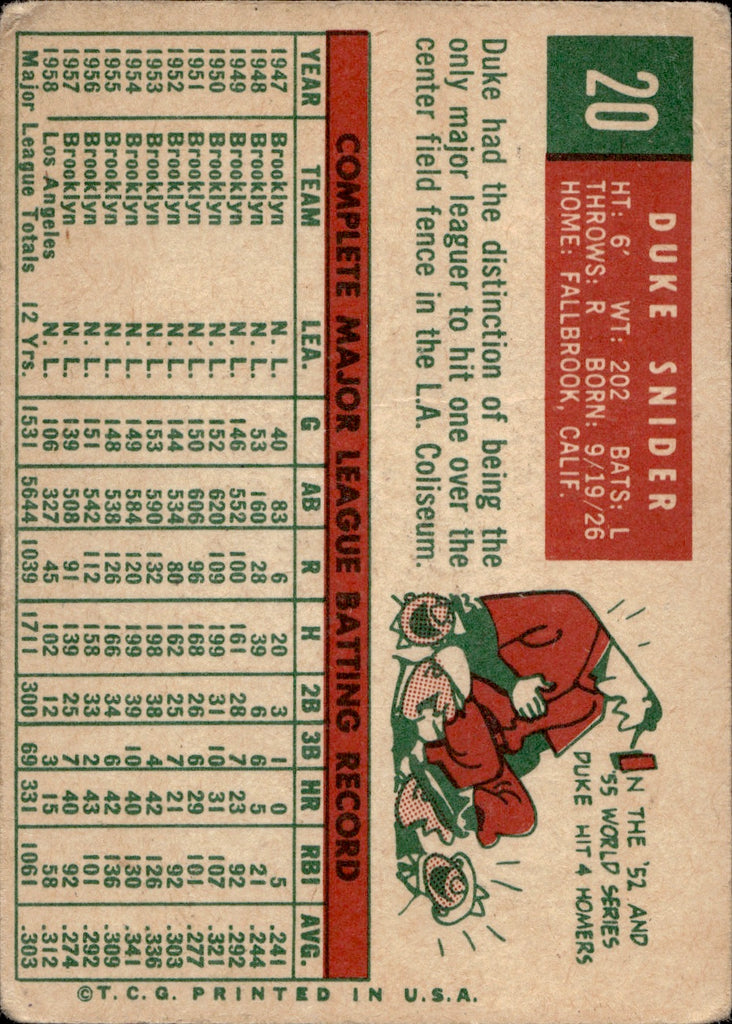 20
DUKE SNIDER
HT: 6' WT: 202 BATS: L
THROWS: R BORN: 9/19/26
HOME: FALLBROOK, CALIF.
Duke had the distinction of being the
only major leaguer to hit one over the
center field fence in the L.A. Coliseum.
IN THE '52 AND
'55 WORLD SERIES
DUKE HIT 4 HOMERS
COMPLETE MAJOR LEAGUE BATTING RECORD
YEAR TEAM LEA. G AB R H 2B 3B HR RBI AVG.
1947 Brooklyn N. L. 40 83 6 20 3 1 0 5 .241
1948 Brooklyn N. L. 53 160 28 39 6 6 5 21 .244
1949 Brooklyn N. L. 146 552 100 161 28 7 23 92 .292
1950 Brooklyn N. L. 152 620 109 199 31 10 31 107 .321
1951 Brooklyn N. L. 150 606 96 168 26 6 29 101 .277
1952 Brooklyn N. L. 144 534 80 162 25 7 21 92 .303
1953 Brooklyn N. L. 153 590 132 198 38 4 42 126 .336
1954 Brooklyn N. L. 149 584 120 199 39 10 40 130 .341
1955 Brooklyn N. L. 148 538 126 166 34 6 42 136 .309
1956 Brooklyn N. L. 151 542 112 158 33 2 43 101 .292
1957 Brooklyn N. L. 139 508 91 139 25 7 40 92 .274
1958 Los Angeles N. L. 106 327 45 102 12 3 15 58 .312
Major League Totals 12 Yrs. 1531 5644 1039 1711 300 69 331 1061 .303
©T.C.G. PRINTED IN U.S.A.